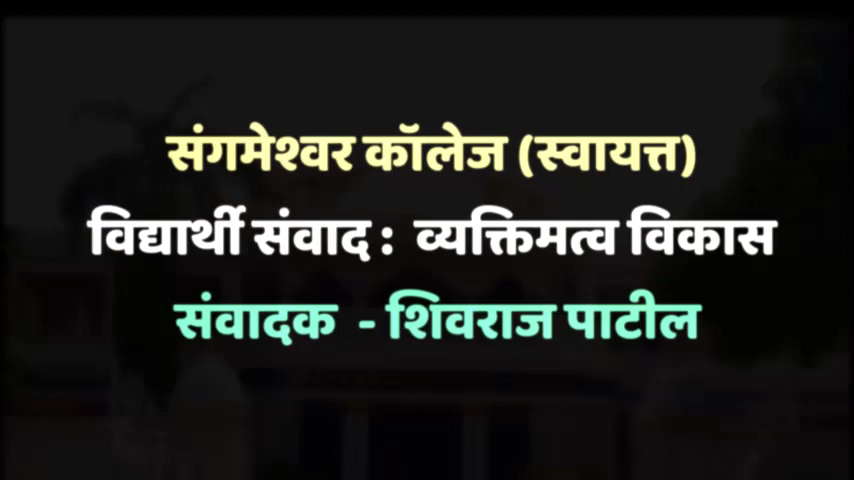 संगमेश्वर कॉलेज (स्वायत्त)
विद्यार्थी संवाद : व्यक्तिमत्व विकास
संवादक - शिवराज पाटील